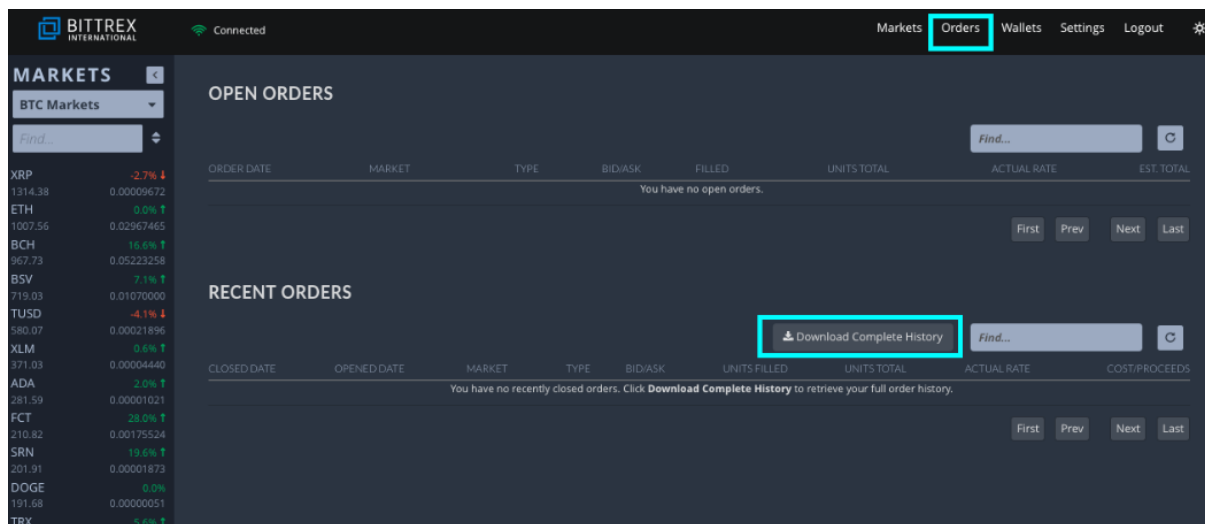 BITTREX
INTERNATIONAL
Connected
Markets Orders Wallets Settings Logout
MARKETS
BTC Markets
Find...
XRP -2.7%
1314.38 0.00009672
ETH 0.0%
1007.56 0.02967465
BCH 16.6%
967.73 0.05223258
BSV 7.1%
719.03 0.01070000
TUSD -4.1%
580.07 0.00021896
XLM 0.6%
371.03 0.00004440
ADA 2.0%
281.59 0.00001021
FCT 28.0%
210.82 0.00175524
SRN 19.6%
201.91 0.00001873
DOGE 0.0%
191.68 0.00000051
TRX 5.6%
OPEN ORDERS
Find...
ORDER DATE MARKET TYPE BID/ASK FILLED UNITS TOTAL ACTUAL RATE EST. TOTAL
You have no open orders.
First Prev Next Last
RECENT ORDERS
Download Complete History Find...
CLOSED DATE OPENED DATE MARKET TYPE BID/ASK UNITS FILLED UNITS TOTAL ACTUAL RATE COST/PROCEEDS
You have no recently closed orders. Click Download Complete History to retrieve your full order history.
First Prev Next Last